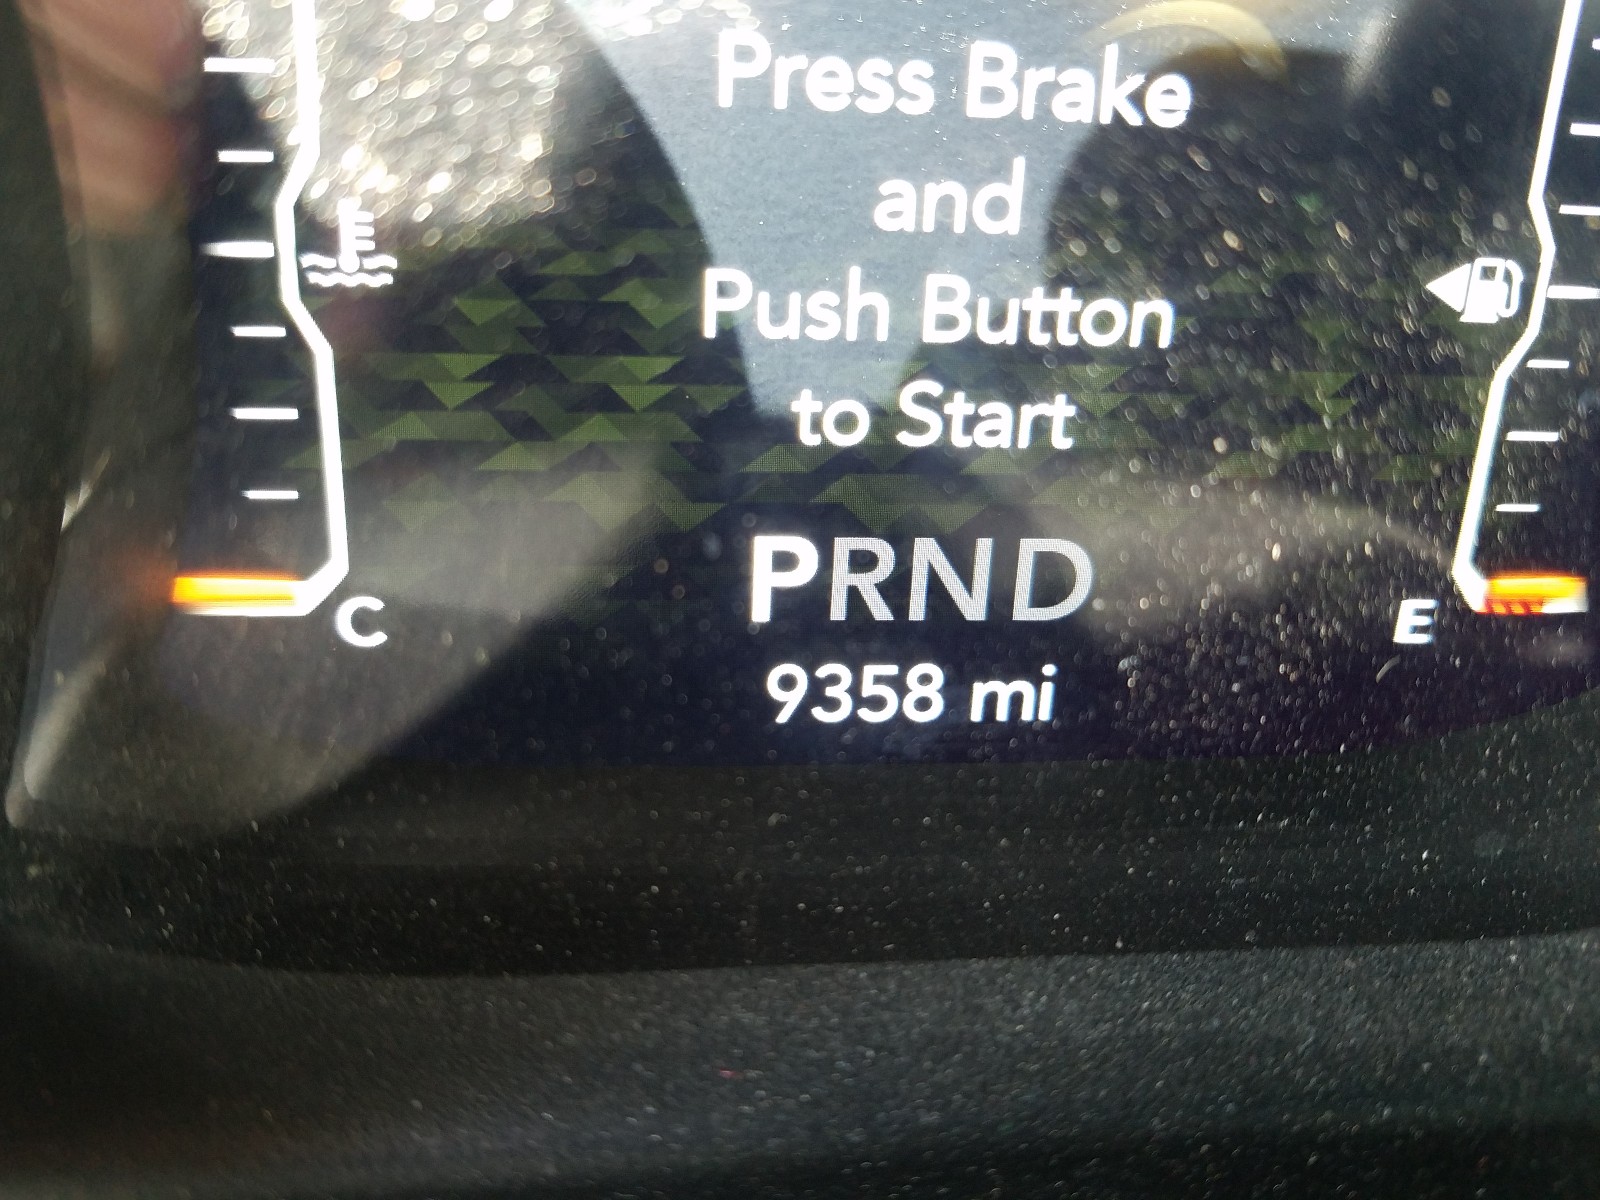 Press Brake
and
Push Button
to Start
PRND
C
E
9358 mi